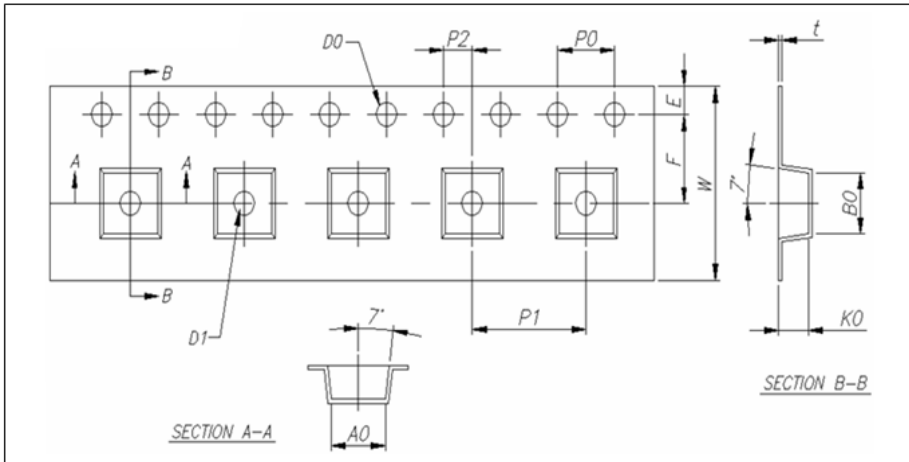 D0
P2
P0
t
B
E
A
A
F
W
7°
B0
B
D1
7°
P1
K0
SECTION B-B
SECTION A-A
A0